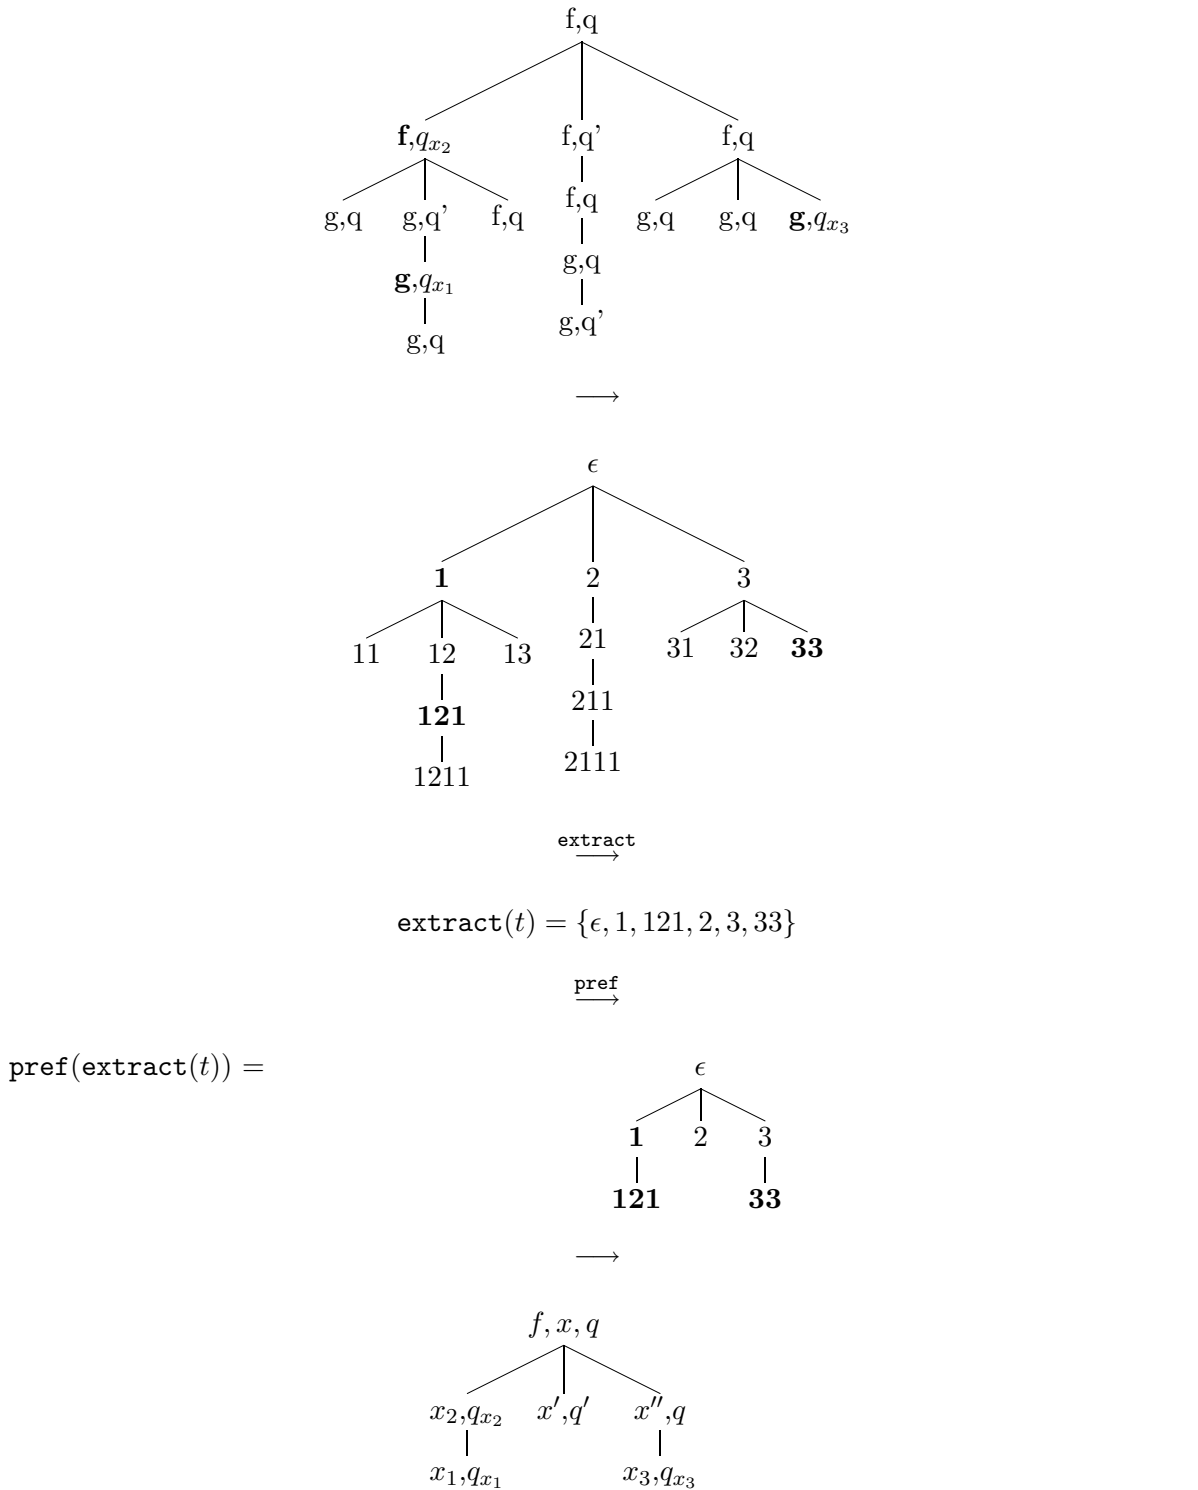 f,q
f,q_{x_2} f,q' f,q
g,q g,q' f,q f,q g,q g,q g,q_{x_3}
g,q_{x_1} g,q
g,q g,q'
⟶
ϵ
1 2 3
11 12 13 21 31 32 33
121 211
1211 2111
extract
⟶
extract(t) = {ϵ, 1, 121, 2, 3, 33}
pref
⟶
pref(extract(t)) = ϵ
1 2 3
121 33
⟶
f, x, q
x_2,q_{x_2} x',q' x'',q
x_1,q_{x_1} x_3,q_{x_3}